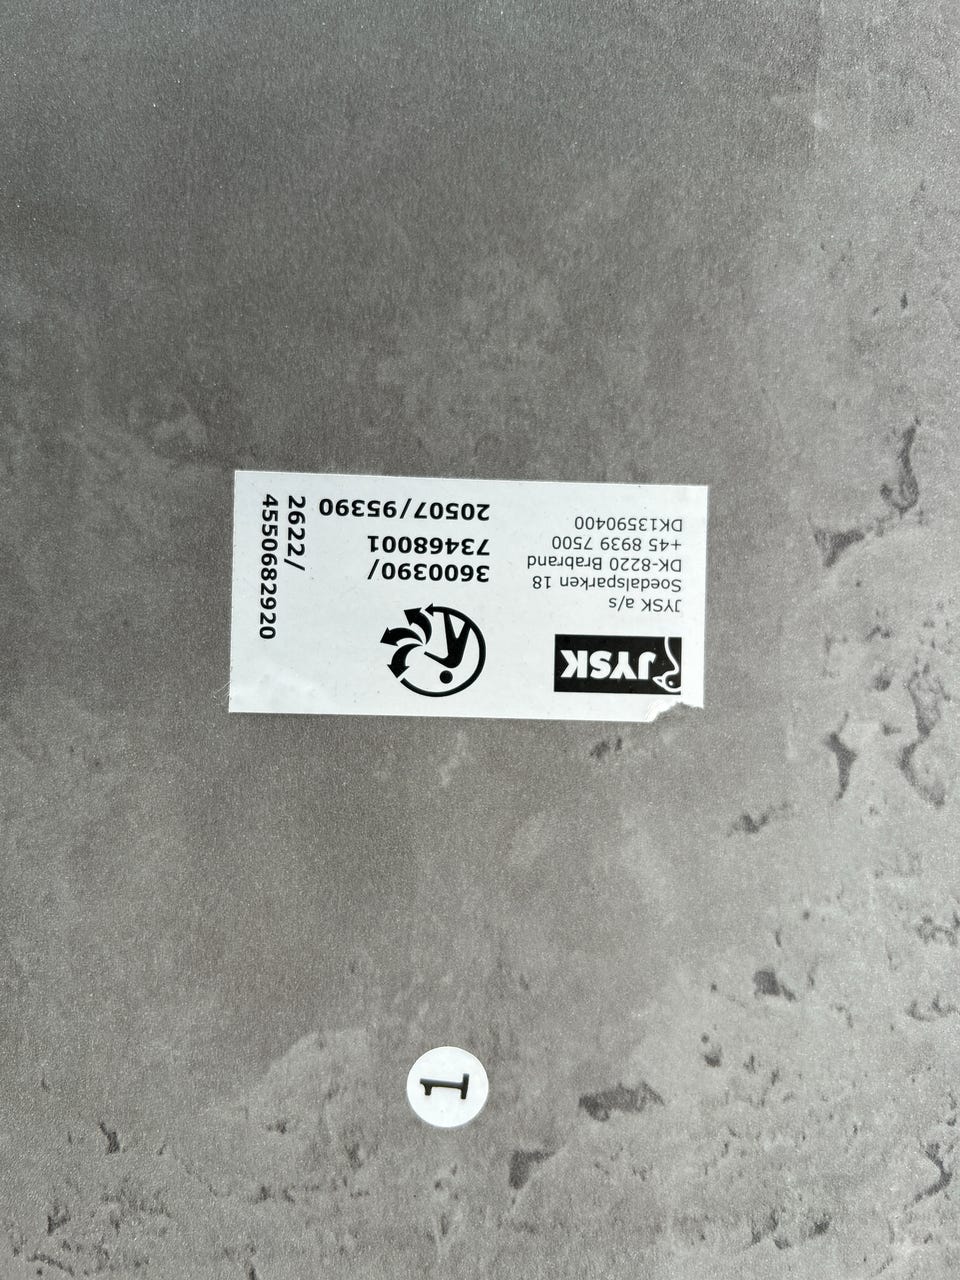 JYSK
JYSK a/s
Soedalsparken 18
DK-8220 Brabrand
+45 8939 7500
DK13590400
3600390/
73468001
20507/95390
2622/
4550682920
1